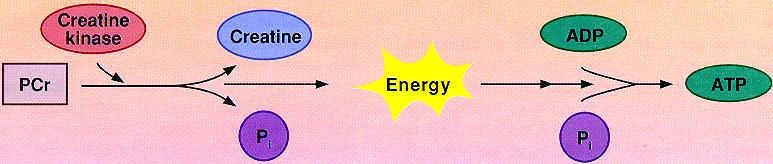 Creatine
kinase
Creatine
ADP
PCr
Energy
ATP
Pi
Pi